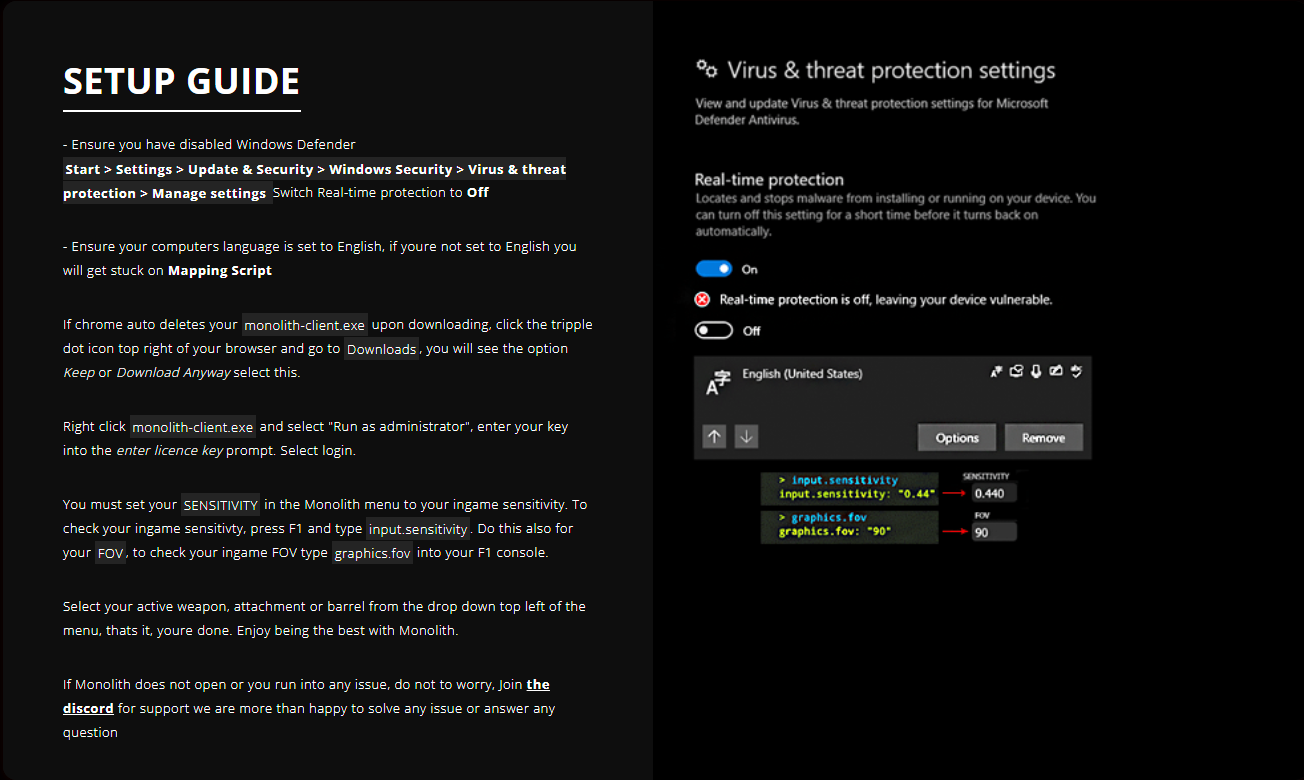 SETUP GUIDE
- Ensure you have disabled Windows Defender
Start > Settings > Update & Security > Windows Security > Virus & threat
protection > Manage settings Switch Real-time protection to Off
- Ensure your computers language is set to English, if youre not set to English you
will get stuck on Mapping Script
If chrome auto deletes your monolith-client.exe upon downloading, click the tripple
dot icon top right of your browser and go to Downloads, you will see the option
Keep or Download Anyway select this.
Right click monolith-client.exe and select "Run as administrator", enter your key
into the enter licence key prompt. Select login.
You must set your SENSITIVITY in the Monolith menu to your ingame sensitivity. To
check your ingame sensitivty, press F1 and type input.sensitivity. Do this also for
your FOV, to check your ingame FOV type graphics.fov into your F1 console.
Select your active weapon, attachment or barrel from the drop down top left of the
menu, thats it, youre done. Enjoy being the best with Monolith.
If Monolith does not open or you run into any issue, do not to worry, Join the
discord for support we are more than happy to solve any issue or answer any
question
Virus & threat protection settings
View and update Virus & threat protection settings for Microsoft
Defender Antivirus.
Real-time protection
Locates and stops malware from installing or running on your device. You
can turn off this setting for a short time before it turns back on
automatically.
On
Real-time protection is off, leaving your device vulnerable.
Off
A字 English (United States)
Options Remove
> input.sensitivity
input.sensitivity: "0.44"
SENSITIVITY
0.440
> graphics.fov
graphics.fov: "90"
FOV
90